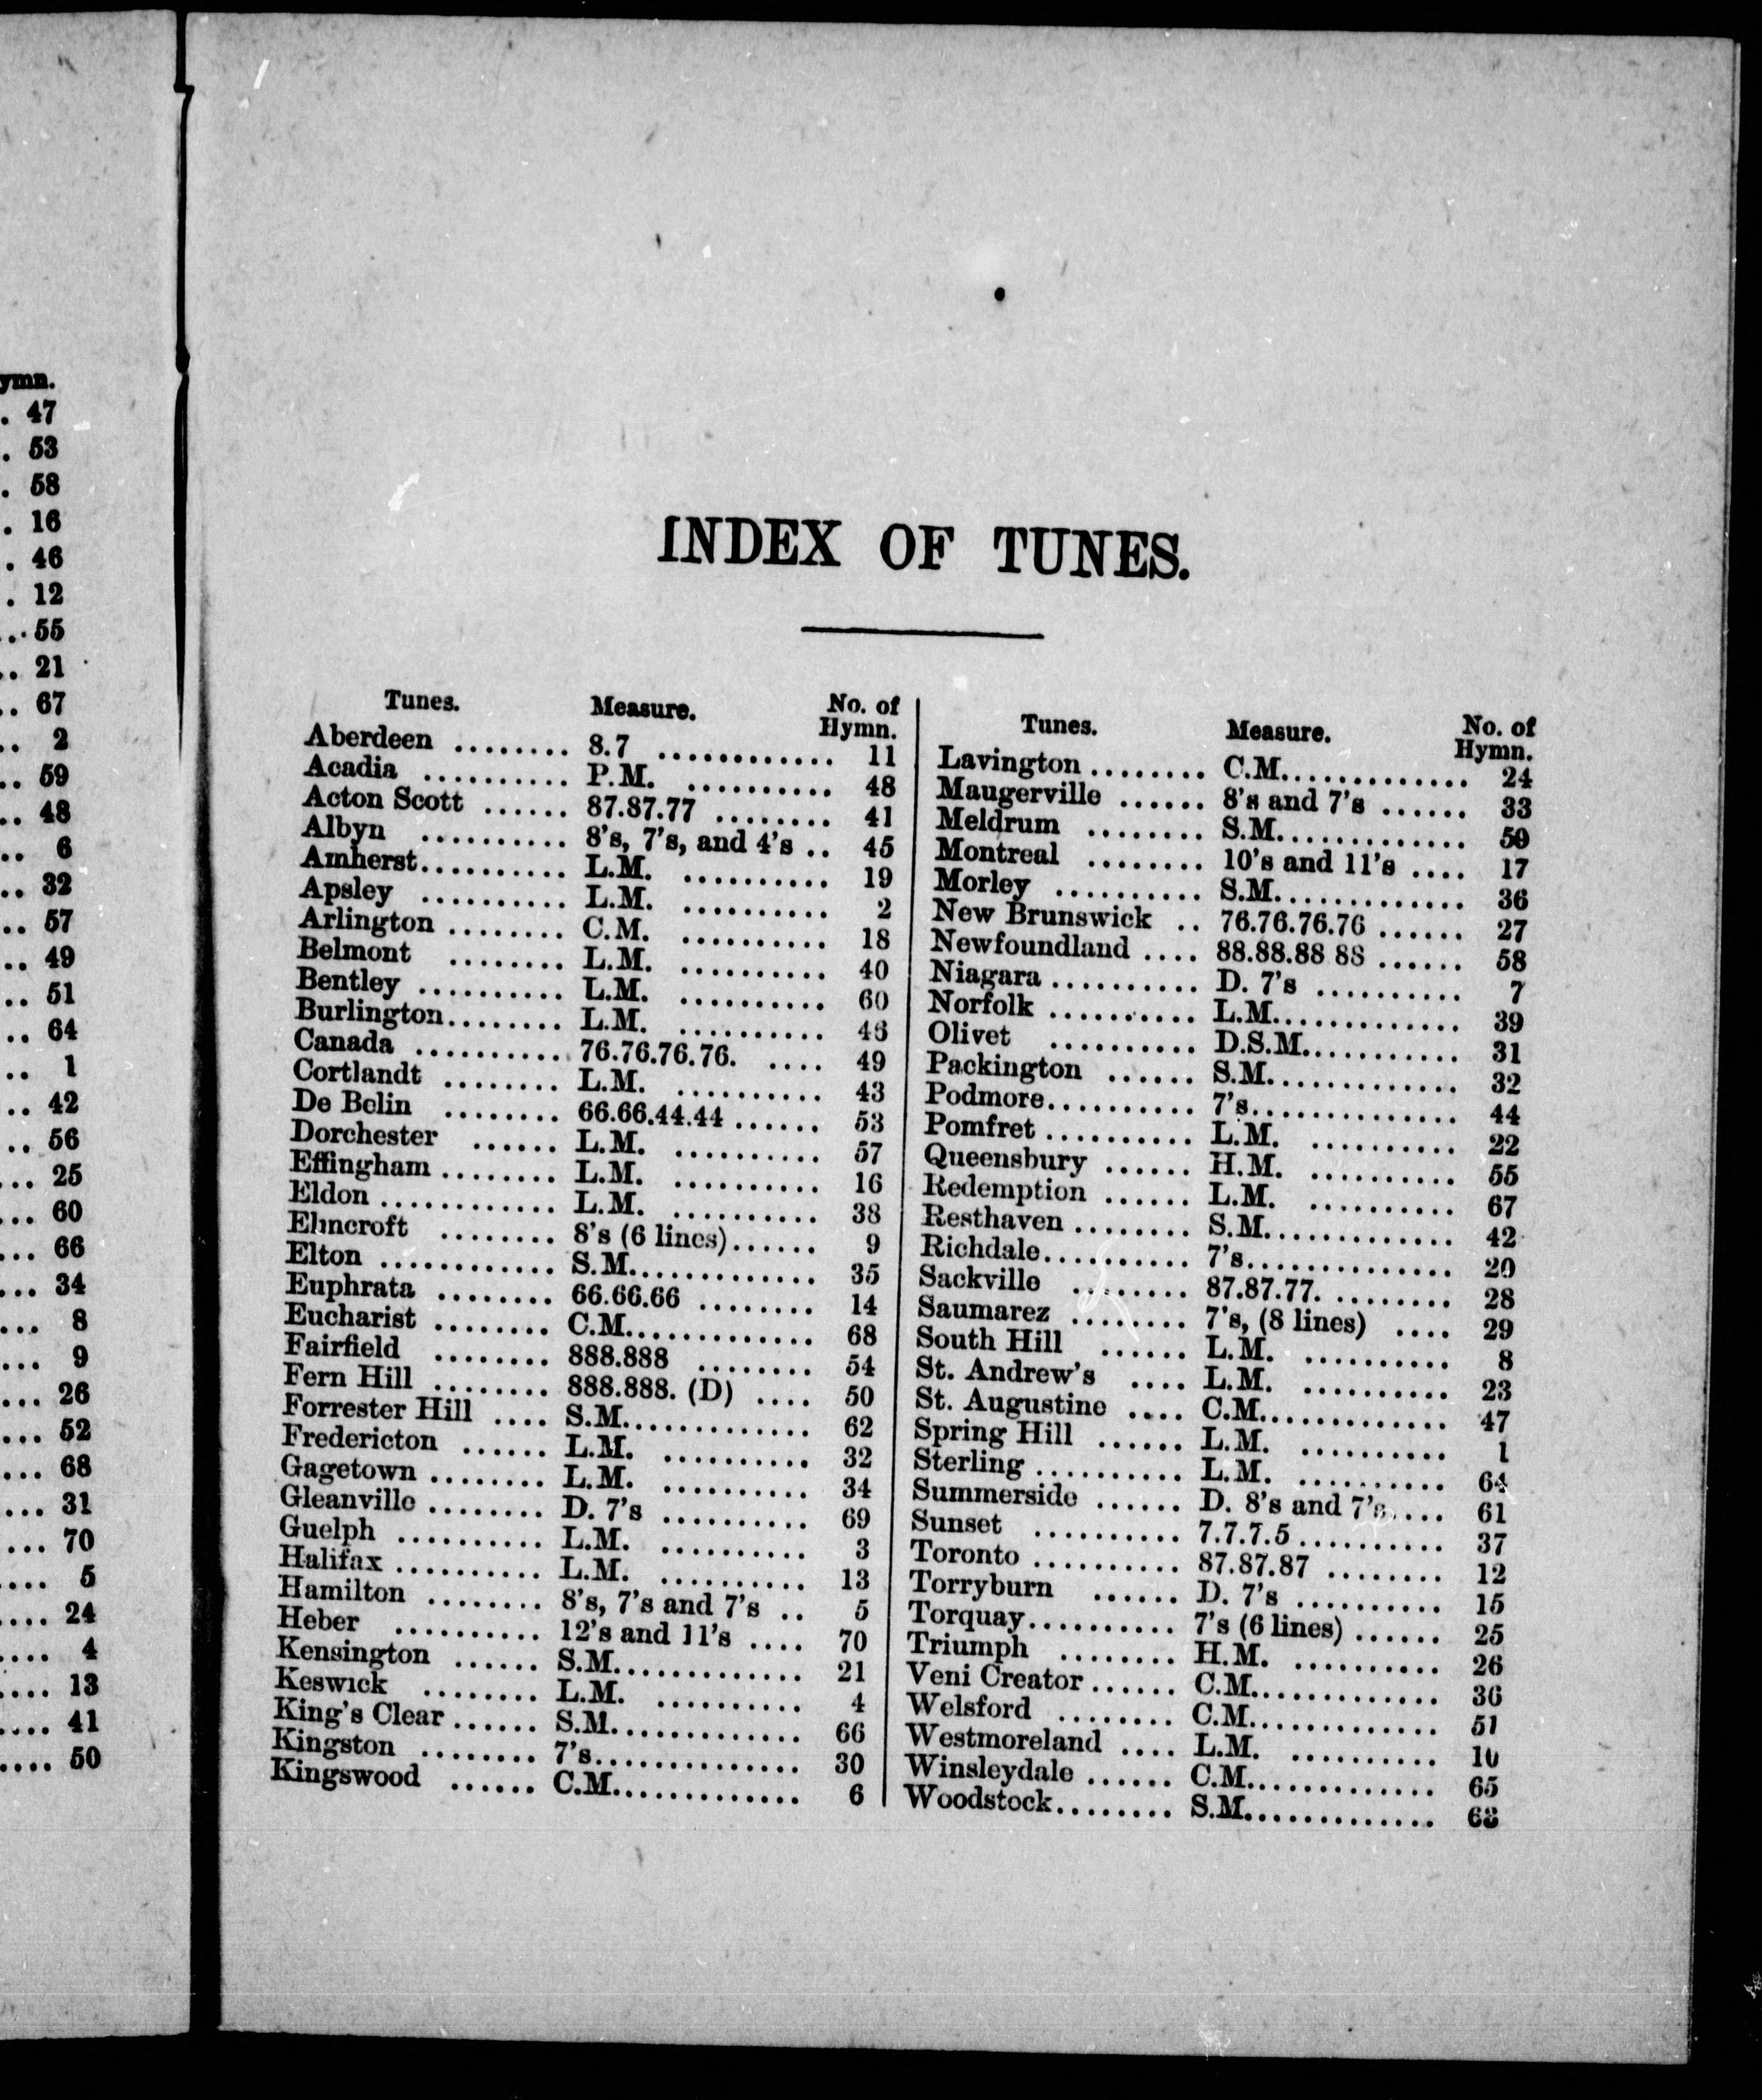 ymn.
. 47
. 53
. 58
. 16
. 46
. 12
... 55
.. 21
.. 67
.. 2
.. 59
.. 48
.. 6
.. 32
.. 57
.. 49
.. 51
.. 64
.. 1
.. 42
.. 56
... 25
... 60
... 66
... 34
... 8
... 9
... 26
... 52
... 68
... 31
... 70
.... 5
.... 24
.... 4
.... 13
.... 41
.... 50
INDEX OF TUNES.
Tunes. Measure. No. of Hymn.
Aberdeen ........ 8.7 ............ 11
Acadia .......... P.M. .......... 48
Acton Scott ...... 87.87.77 ........ 41
Albyn .......... 8's, 7's, and 4's .. 45
Amherst.......... L.M. .......... 19
Apsley .......... L.M. .......... 2
Arlington ........ C.M. .......... 18
Belmont ........ L.M. .......... 40
Bentley .......... L.M. .......... 60
Burlington........ L.M. .......... 46
Canada .......... 76.76.76.76. .... 49
Cortlandt ........ L.M. .......... 43
De Belin ........ 66.66.44.44 ...... 53
Dorchester ...... L.M. .......... 57
Effingham ........ L.M. .......... 16
Eldon ............ L.M. .......... 38
Elmcroft ........ 8's (6 lines)...... 9
Elton ............ S.M............. 35
Euphrata ........ 66.66.66 ........ 14
Eucharist ........ C.M............. 68
Fairfield ........ 888.888 ........ 54
Fern Hill ........ 888.888. (D) .... 50
Forrester Hill .... S.M............. 62
Fredericton ...... L.M. .......... 32
Gagetown ........ L.M. .......... 34
Gleanville ........ D. 7's .......... 69
Guelph .......... L.M. .......... 3
Halifax .......... L.M. .......... 13
Hamilton ........ 8's, 7's and 7's .. 5
Heber .......... 12's and 11's .... 70
Kensington ...... S.M............. 21
Keswick ........ L.M. .......... 4
King's Clear ...... S.M............. 66
Kingston ........ 7's.............. 30
Kingswood ...... C.M............. 6
Tunes. Measure. No. of Hymn.
Lavington ........ C.M............. 24
Maugerville ...... 8's and 7's ...... 33
Meldrum ........ S.M............. 59
Montreal ........ 10's and 11's .... 17
Morley .......... S.M............. 36
New Brunswick .. 76.76.76.76 ...... 27
Newfoundland .... 88.88.88 88 ...... 58
Niagara .......... D. 7's .......... 7
Norfolk .......... L.M............. 39
Olivet .......... D.S.M........... 31
Packington ...... S.M............. 32
Podmore.......... 7's.............. 44
Pomfret .......... L.M. .......... 22
Queensbury ...... H.M. .......... 55
Redemption ...... L.M. .......... 67
Resthaven ........ S.M............. 42
Richdale.......... 7's.............. 20
Sackville ........ 87.87.77. ........ 28
Saumarez ........ 7's, (8 lines) .... 29
South Hill ...... L.M. .......... 8
St. Andrew's .... L.M. .......... 23
St. Augustine .... C.M............. 47
Spring Hill ...... L.M. .......... 1
Sterling .......... L.M. .......... 64
Summerside ...... D. 8's and 7's.... 61
Sunset .......... 7.7.7.5 .......... 37
Toronto .......... 87.87.87 ........ 12
Torryburn ...... D. 7's .......... 15
Torquay.......... 7's (6 lines) ...... 25
Triumph ........ H.M. .......... 26
Veni Creator ...... C.M............. 36
Welsford ........ C.M............. 51
Westmoreland .... L.M. .......... 10
Winsleydale ...... C.M............. 65
Woodstock........ S.M............. 63